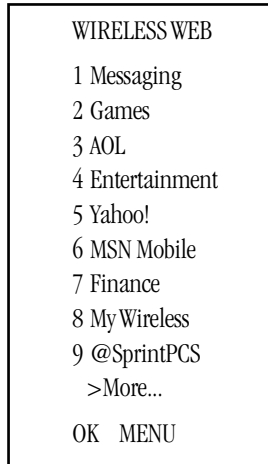 WIRELESS WEB
1 Messaging
2 Games
3 AOL
4 Entertainment
5 Yahoo!
6 MSN Mobile
7 Finance
8 My Wireless
9 @SprintPCS
>More...
OK MENU